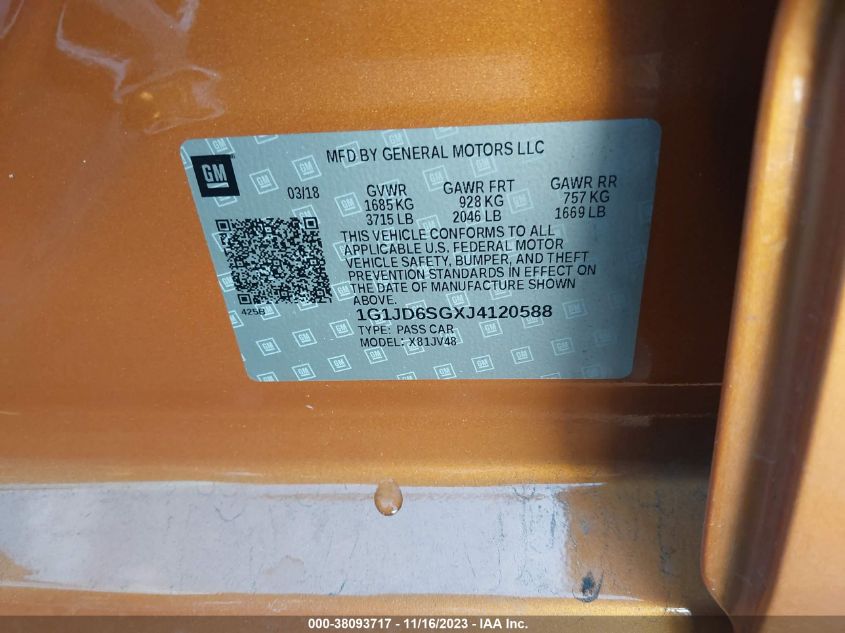 MFD BY GENERAL MOTORS LLC
GM
03/18 GVWR GAWR FRT GAWR RR
1685 KG 928 KG 757 KG
3715 LB 2046 LB 1669 LB
THIS VEHICLE CONFORMS TO ALL
APPLICABLE U.S. FEDERAL MOTOR
VEHICLE SAFETY, BUMPER, AND THEFT
PREVENTION STANDARDS IN EFFECT ON
THE DATE OF MANUFACTURE SHOWN
ABOVE.
425B
1G1JD6SGXJ4120588
TYPE: PASS CAR
MODEL: X81JV48
000-38093717 - 11/16/2023 - IAA Inc.